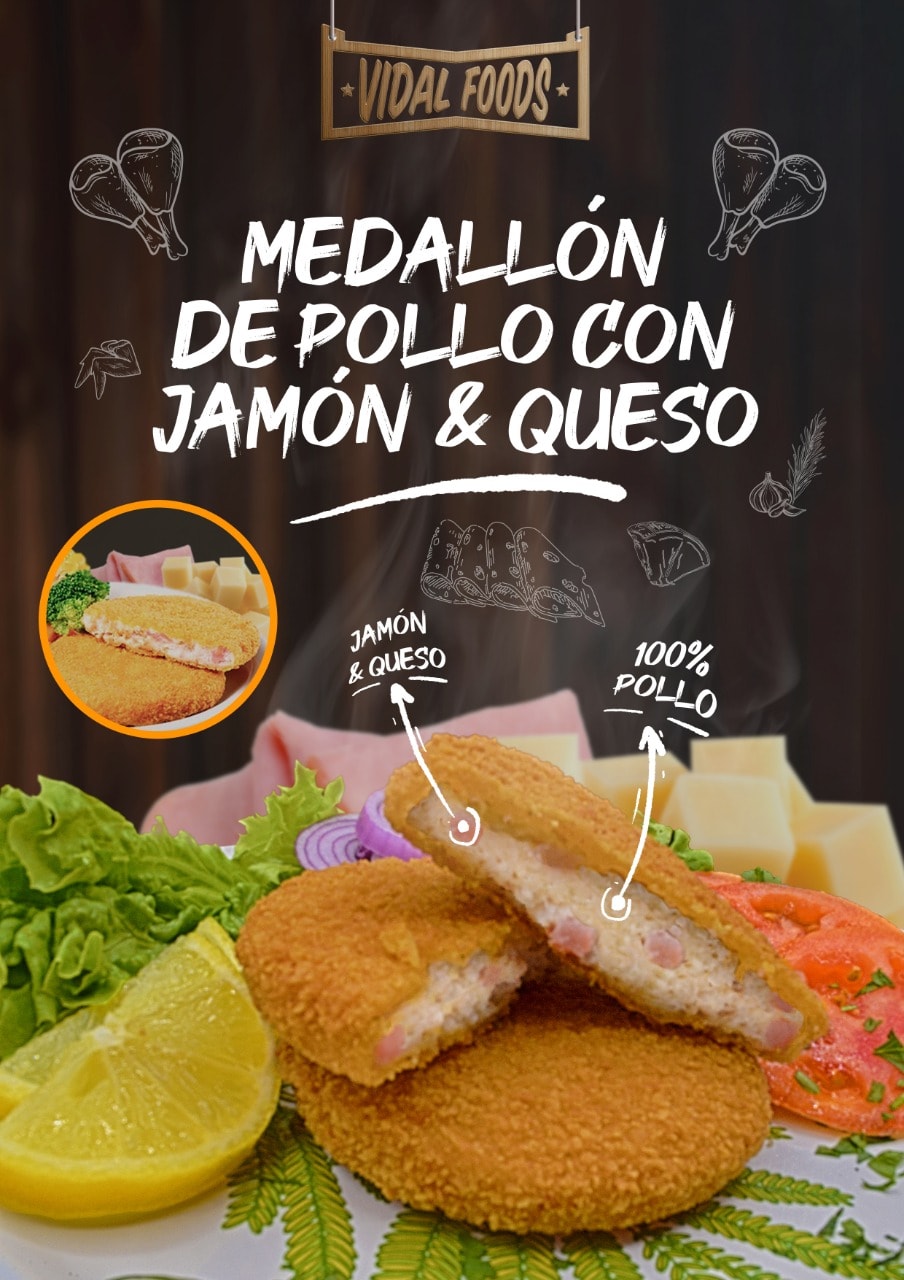 VIDAL FOODS
MEDALLÓN
DE POLLO CON
JAMÓN & QUESO
JAMÓN
& QUESO
100%
POLLO